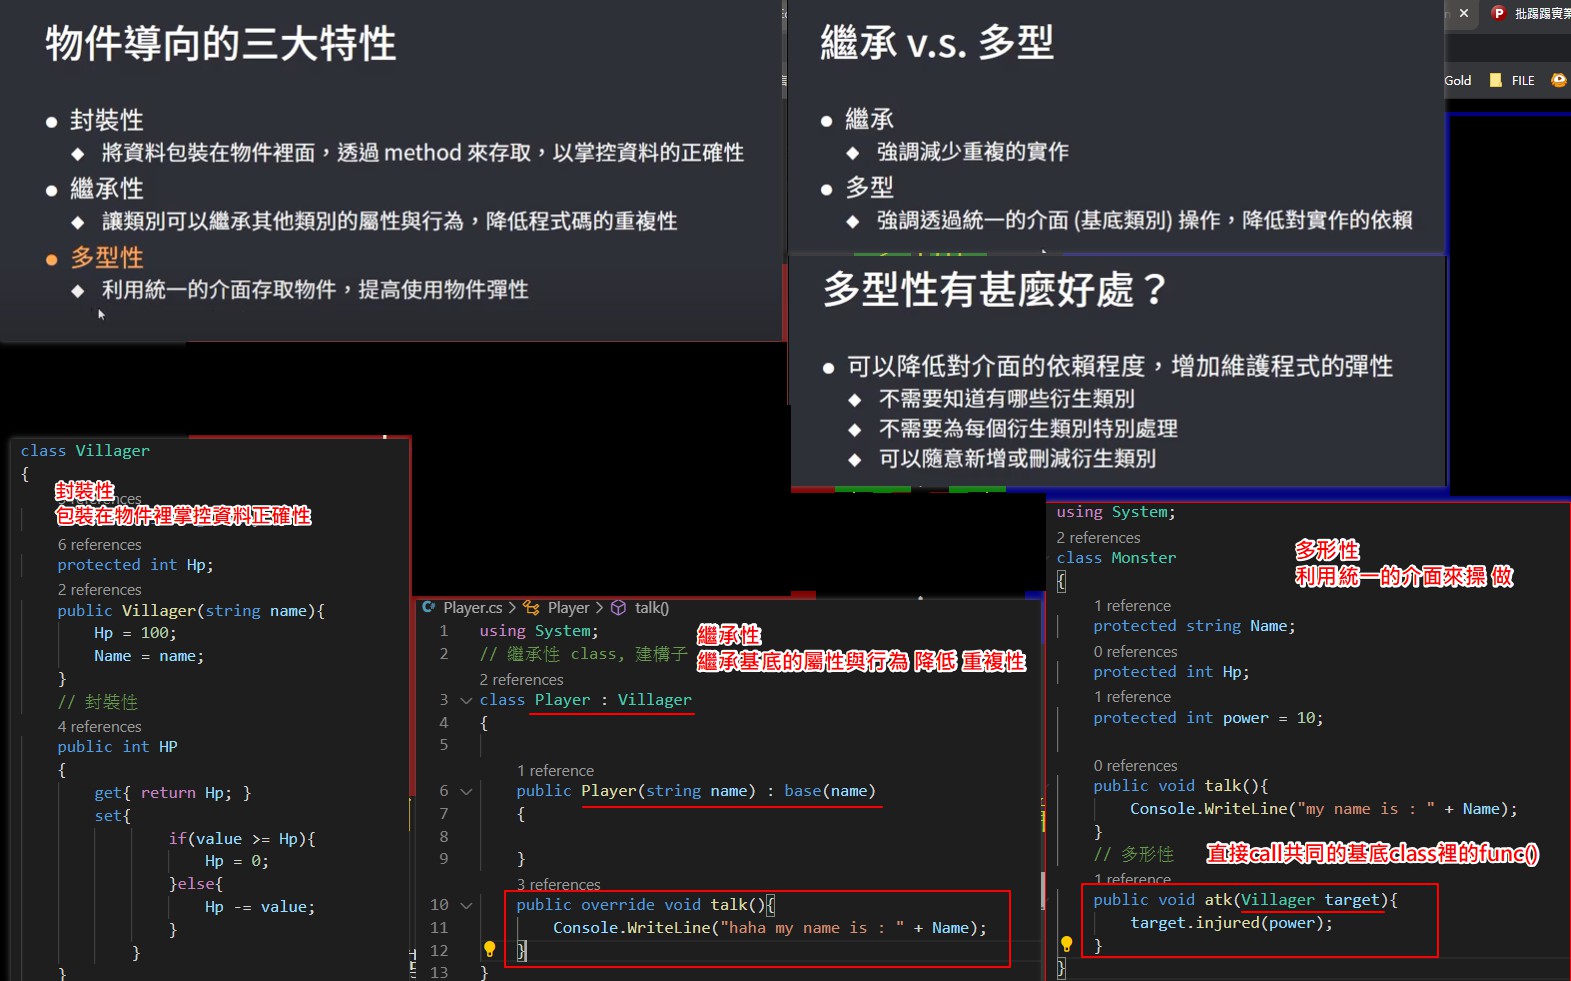 物件導向的三大特性
● 封裝性
◆ 將資料包裝在物件裡面，透過 method 來存取，以掌控資料的正確性
● 繼承性
◆ 讓類別可以繼承其他類別的屬性與行為，降低程式碼的重複性
● 多型性
◆ 利用統一的介面存取物件，提高使用物件彈性
繼承 v.s. 多型
● 繼承
◆ 強調減少重複的實作
● 多型
◆ 強調透過統一的介面 (基底類別) 操作，降低對實作的依賴
批踢踢實業
Gold
FILE
多型性有甚麼好處？
● 可以降低對介面的依賴程度，增加維護程式的彈性
◆ 不需要知道有哪些衍生類別
◆ 不需要為每個衍生類別特別處理
◆ 可以隨意新增或刪減衍生類別
class Villager
{
封裝性
包裝在物件裡掌控資料正確性
6 references
protected int Hp;
2 references
public Villager(string name){
Hp = 100;
Name = name;
}
// 封裝性
4 references
public int HP
{
get{ return Hp; }
set{
if(value >= Hp){
Hp = 0;
}else{
Hp -= value;
}
}
}
Player.cs > Player > talk()
1 using System;
2 // 繼承性 class, 建構子
繼承性
繼承基底的屬性與行為 降低 重複性
2 references
3 class Player : Villager
4 {
5
1 reference
6 public Player(string name) : base(name)
7 {
8
9 }
3 references
10 public override void talk(){
11 Console.WriteLine("haha my name is : " + Name);
12 }
13 }
using System;
2 references
class Monster
{
多形性
利用統一的介面來操 做
1 reference
protected string Name;
0 references
protected int Hp;
1 reference
protected int power = 10;
0 references
public void talk(){
Console.WriteLine("my name is : " + Name);
}
// 多形性
直接call共同的基底class裡的func()
1 reference
public void atk(Villager target){
target.injured(power);
}
}